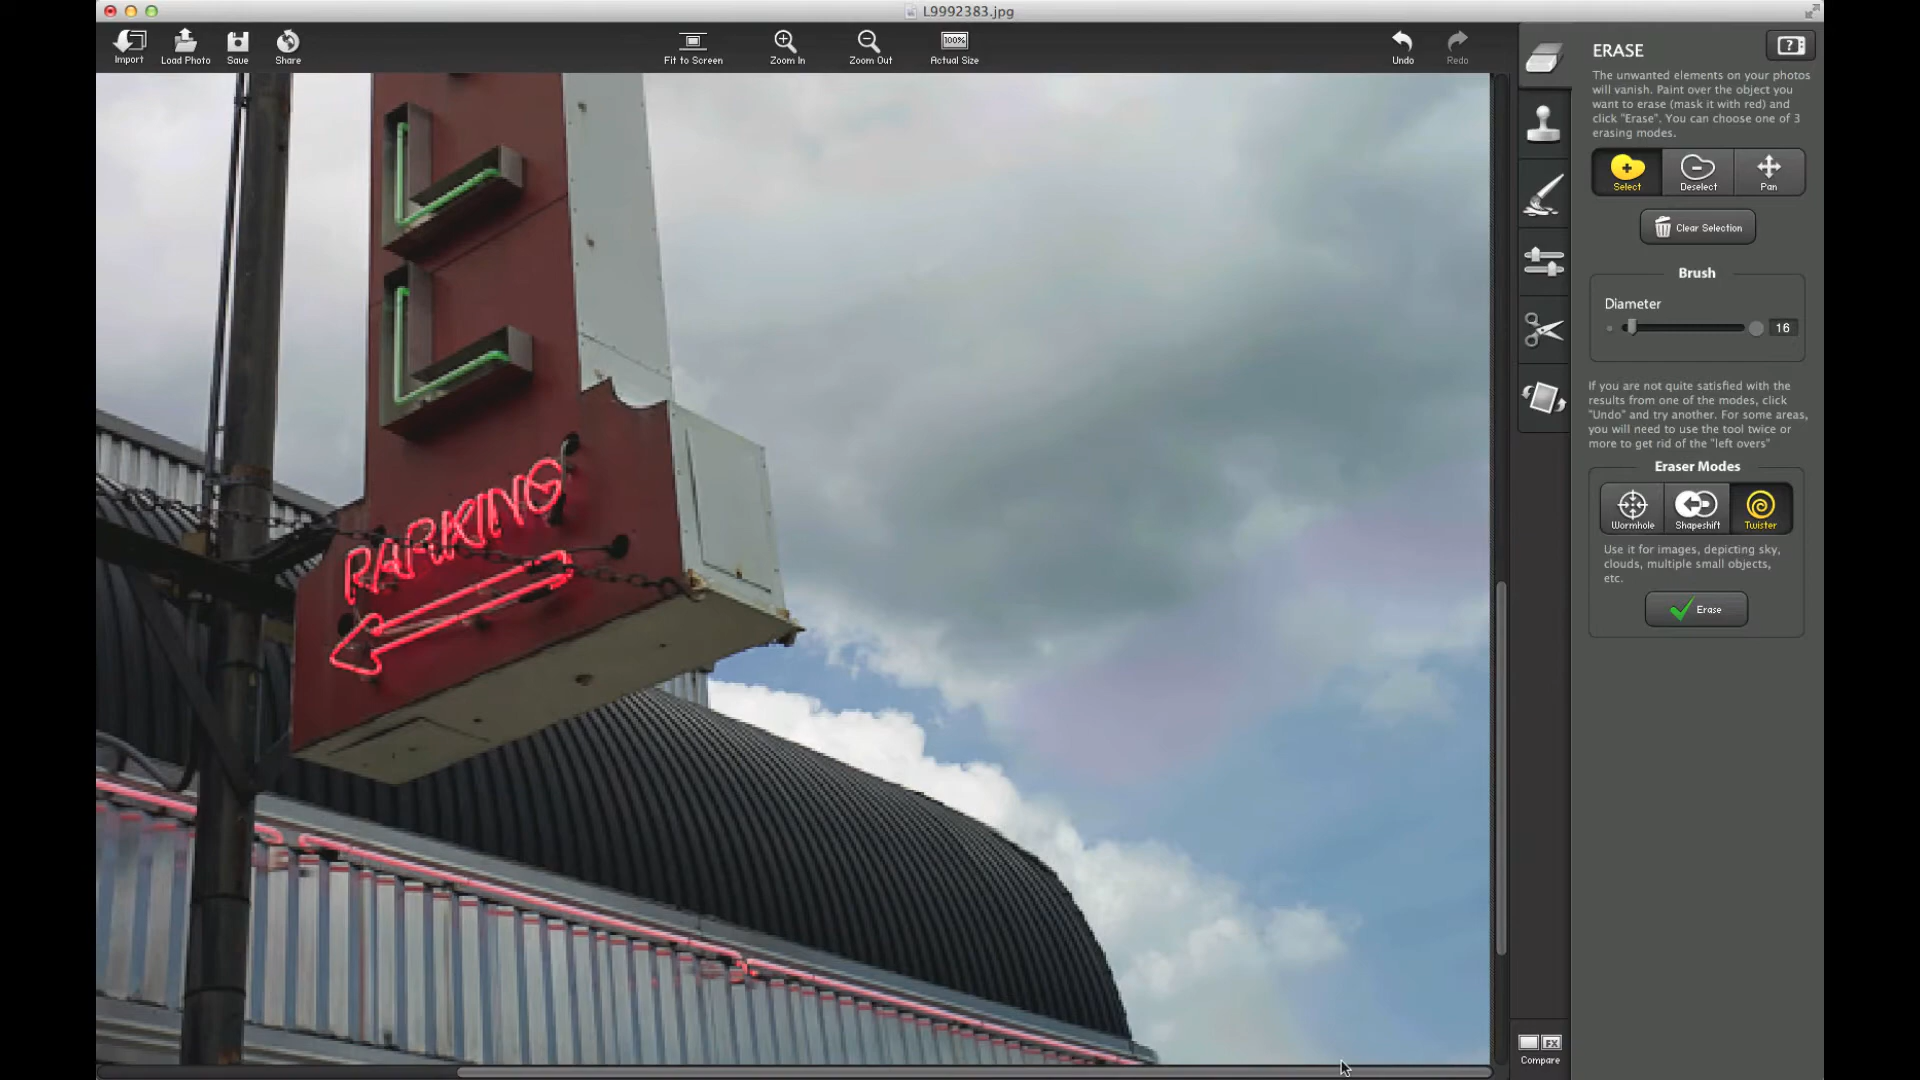 L9992383.jpg
Import
Load Photo
Save
Share
Fit to Screen
Zoom In
Zoom Out
100%
Actual Size
Undo
Redo
ERASE
?
The unwanted elements on your photos
will vanish. Paint over the object you
want to erase (mask it with red) and
click "Erase". You can choose one of 3
erasing modes.
Select
Deselect
Pan
Clear Selection
Brush
Diameter
16
If you are not quite satisfied with the
results from one of the modes, click
"Undo" and try another. For some areas,
you will need to use the tool twice or
more to get rid of the "left overs"
Eraser Modes
Wormhole
Shapeshift
Twister
Use it for images, depicting sky,
clouds, multiple small objects,
etc.
Erase
FX
Compare
L
L
PARKING